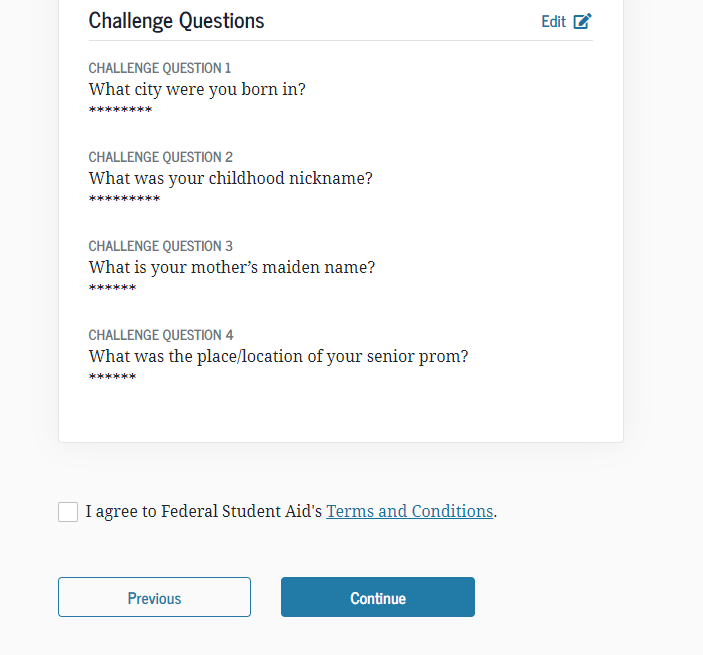 Challenge Questions
Edit
CHALLENGE QUESTION 1
What city were you born in?
********
CHALLENGE QUESTION 2
What was your childhood nickname?
*********
CHALLENGE QUESTION 3
What is your mother’s maiden name?
******
CHALLENGE QUESTION 4
What was the place/location of your senior prom?
******
I agree to Federal Student Aid's Terms and Conditions.
Previous
Continue